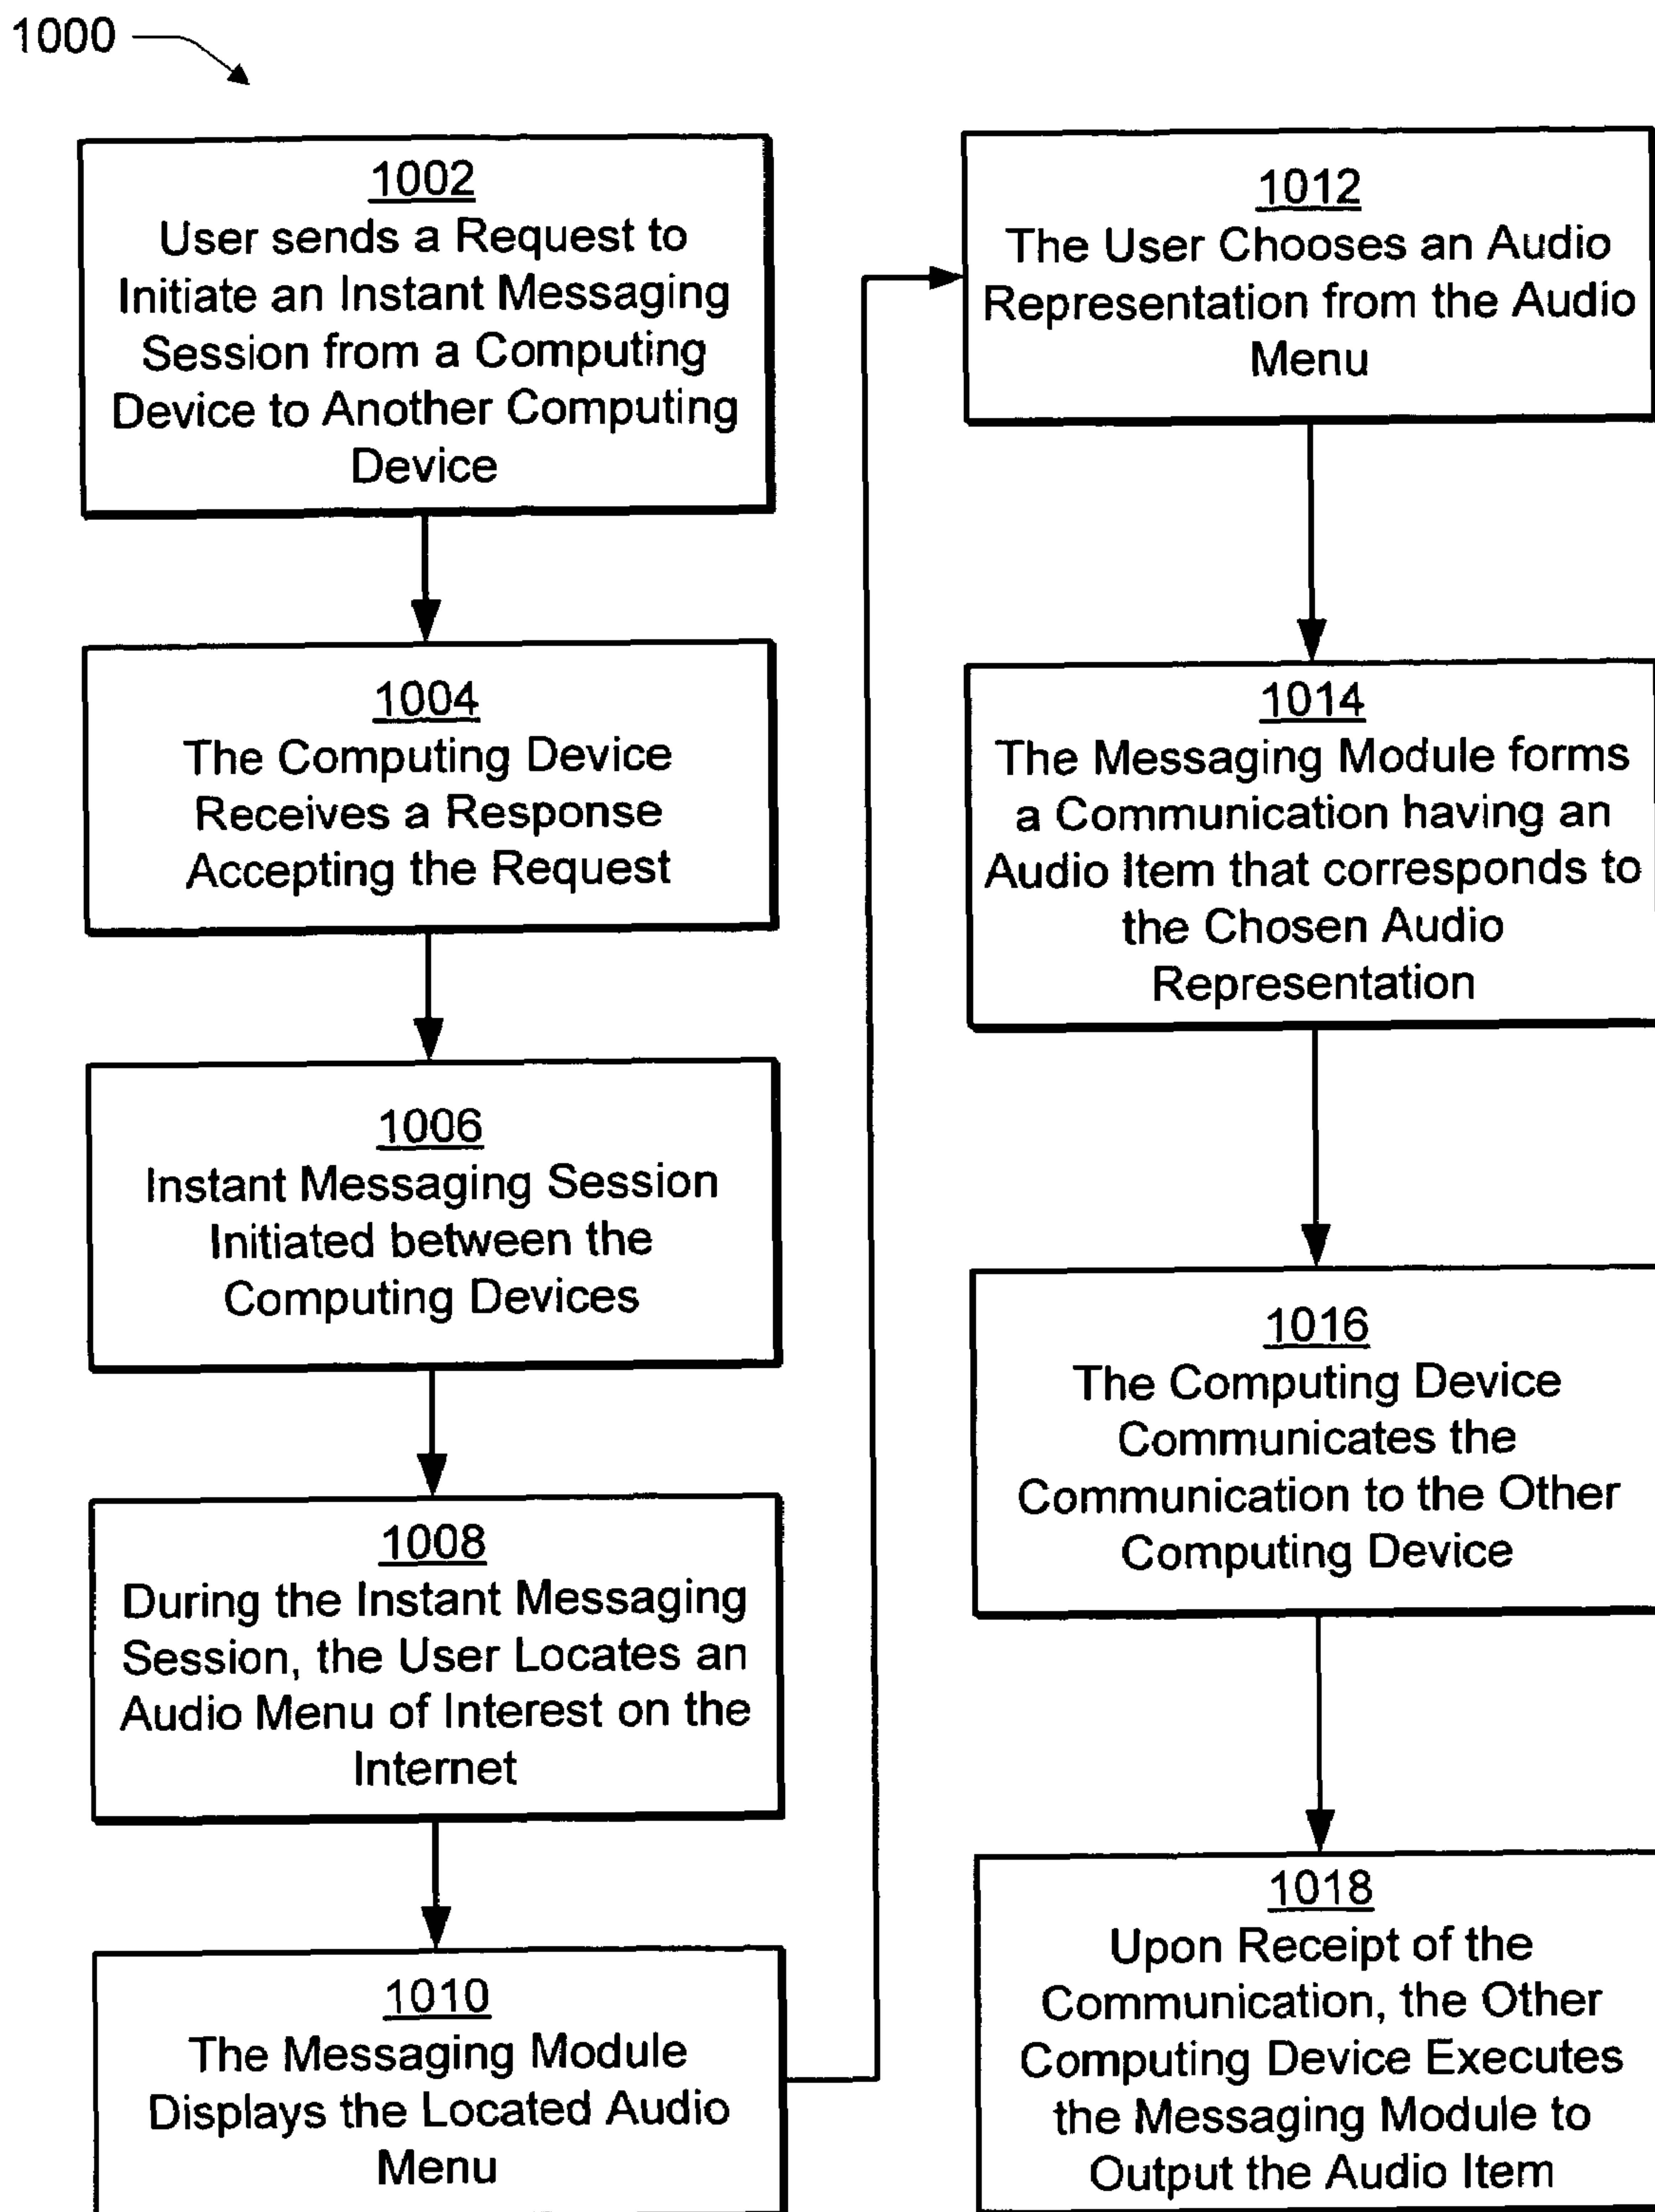 1000
1002
User sends a Request to
Initiate an Instant Messaging
Session from a Computing
Device to Another Computing
Device
1004
The Computing Device
Receives a Response
Accepting the Request
1006
Instant Messaging Session
Initiated between the
Computing Devices
1008
During the Instant Messaging
Session, the User Locates an
Audio Menu of Interest on the
Internet
1010
The Messaging Module
Displays the Located Audio
Menu
1012
The User Chooses an Audio
Representation from the Audio
Menu
1014
The Messaging Module forms
a Communication having an
Audio Item that corresponds to
the Chosen Audio
Representation
1016
The Computing Device
Communicates the
Communication to the Other
Computing Device
1018
Upon Receipt of the
Communication, the Other
Computing Device Executes
the Messaging Module to
Output the Audio Item